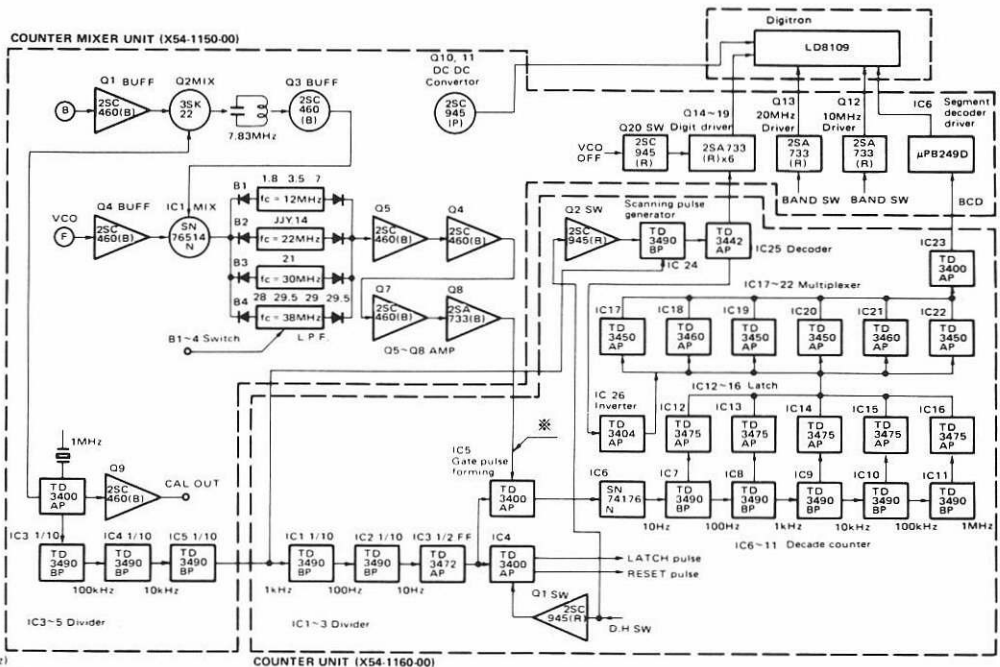 COUNTER MIXER UNIT (X54-1150-00)
Q1 BUFF
2SC
460(B)
B
Q2MIX
3SK
22
7.83MHz
Q3 BUFF
2SC
460
(B)
Q10, 11
DC DC
Convertor
2SC
945
(P)
Digitron
LD8109
Q14~19
Digit driver
2SA733
(R)x6
Q20 SW
2SC
945
(R)
VCO
OFF
Q13
20MHz
Driver
2SA
733
(R)
BAND SW
Q12
10MHz
Driver
2SA
733
(R)
BAND SW
IC6
Segment
decoder
driver
μPB249D
BCD
VCO
F
Q4 BUFF
2SC
460(B)
IC1 MIX
SN
76514
N
B1
1.8 3.5 7
fc = 12MHz
B2
JJY.14
fc = 22MHz
B3
21
fc = 30MHz
B4
28 29.5 29 29.5
fc = 38MHz
L.P.F.
B1~4 Switch
Q5
2SC
460(B)
Q4
2SC
460(B)
Q7
2SC
460(B)
Q8
2SA
733(B)
Q5~Q8 AMP
Q2 SW
2SC
945(R)
Scanning pulse
generator
TD
3490
BP
IC 24
TD
3442
AP
IC25 Decoder
IC23
TD
3400
AP
IC17~22 Multiplexer
IC17
TD
3450
AP
IC18
TD
3460
AP
IC19
TD
3450
AP
IC20
TD
3450
AP
IC21
TD
3460
AP
IC22
TD
3450
AP
IC12~16 Latch
IC 26
Inverter
TD
3404
AP
IC12
TD
3475
AP
IC13
TD
3475
AP
IC14
TD
3475
AP
IC15
TD
3475
AP
IC16
TD
3475
AP
※
IC5
Gate pulse
forming
TD
3400
AP
IC6
SN
74176
N
10Hz
IC7
TD
3490
BP
100Hz
IC8
TD
3490
BP
1kHz
IC9
TD
3490
BP
10kHz
IC10
TD
3490
BP
100kHz
IC11
TD
3490
BP
1MHz
IC6~11 Decade counter
1MHz
TD
3400
AP
Q9
2SC
460(B)
CAL OUT
IC3 1/10
TD
3490
BP
100kHz
IC4 1/10
TD
3490
BP
10kHz
IC5 1/10
TD
3490
BP
IC3~5 Divider
1kHz
IC1 1/10
TD
3490
BP
100Hz
IC2 1/10
TD
3490
BP
10Hz
IC3 1/2 FF
TD
3472
AP
IC4
TD
3400
AP
LATCH pulse
RESET pulse
Q1 SW
2SC
945(R)
D.H SW
IC1~3 Divider
COUNTER UNIT (X54-1160-00)